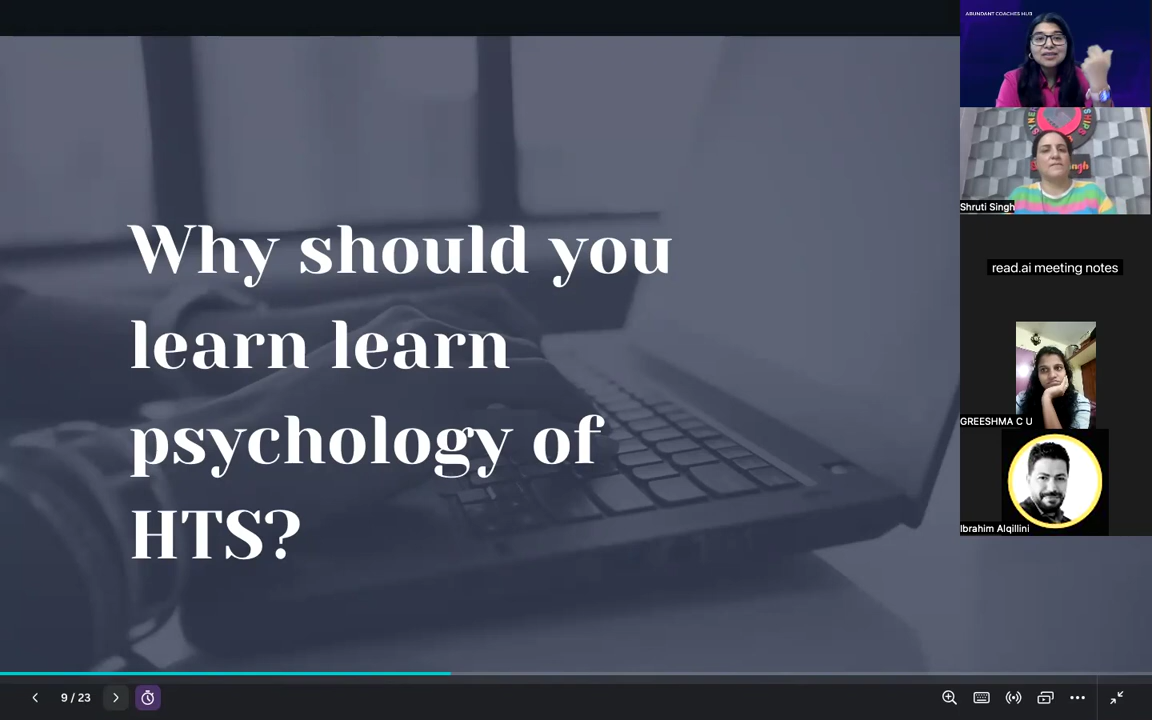 Why should you
learn learn
psychology of
HTS?
9 / 23
ABUNDANT COACHES HUB
Shruti Singh
read.ai meeting notes
GREESHMA C U
Ibrahim Alqillini